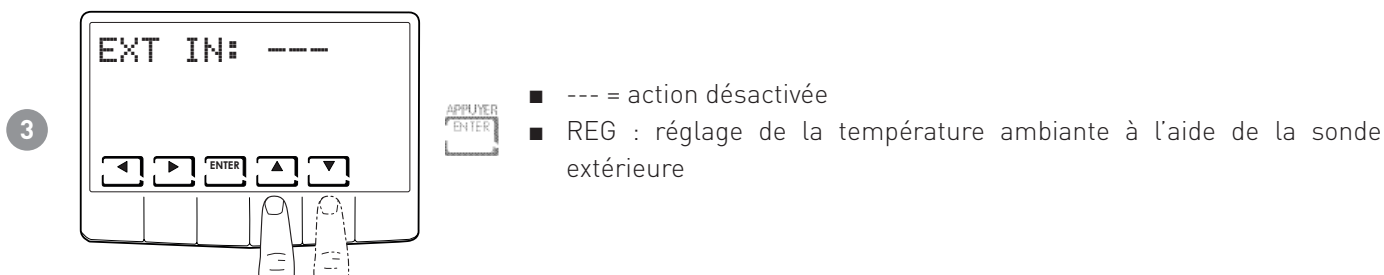 EXT IN: ---
3
ENTER
APPUYER
ENTER
■ --- = action désactivée
■ REG : réglage de la température ambiante à l’aide de la sonde
extérieure